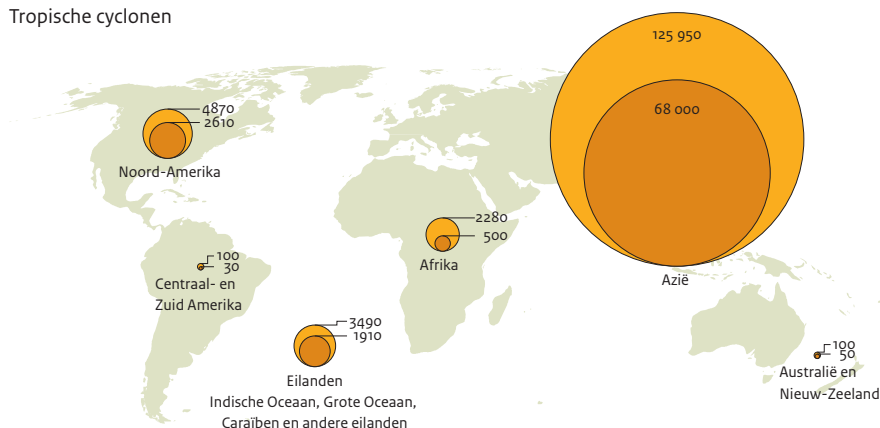 Tropische cyclonen
125 950
68 000
4870
2610
Noord-Amerika
2280
500
Afrika
100
30
Centraal- en
Zuid Amerika
Azië
3490
1910
Eilanden
Indische Oceaan, Grote Oceaan,
Caraïben en andere eilanden
100
50
Australië en
Nieuw-Zeeland